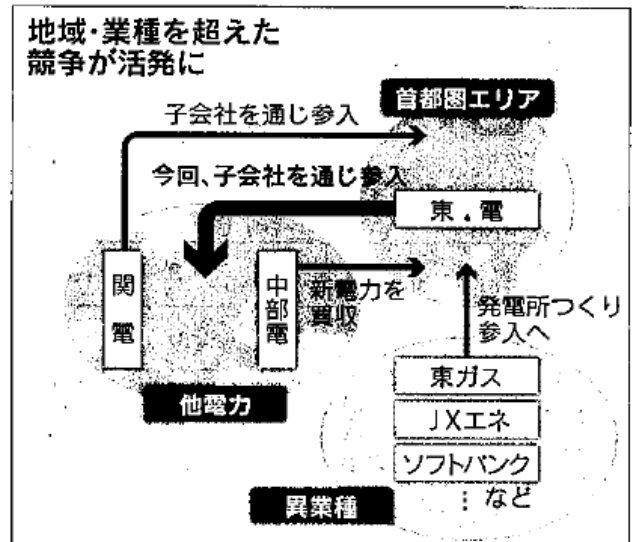 地域・業種を超えた
競争が活発に
首都圏エリア
子会社を通じ参入
今回、子会社を通じ参入
東.電
関電
中部電
新電力を
買収
発電所つくり
参入へ
他電力
東ガス
JXエネ
ソフトバンク
⋮ など
異業種